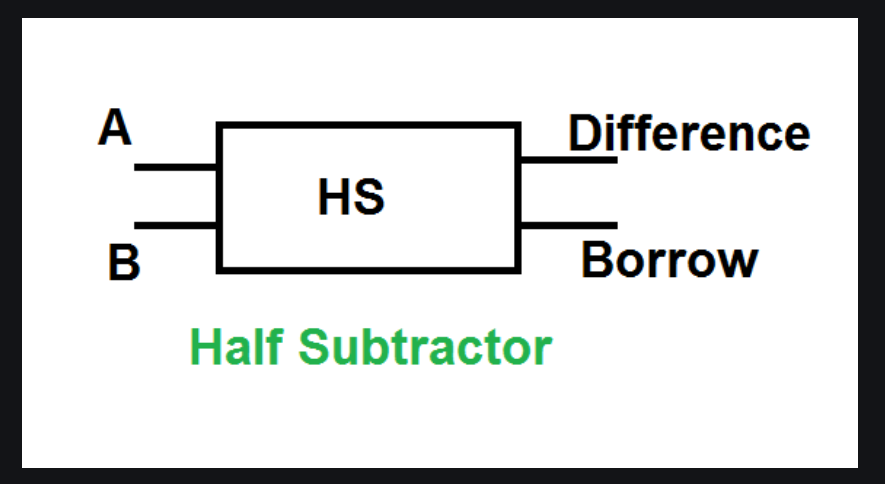 A
Difference
HS
B
Borrow
Half Subtractor